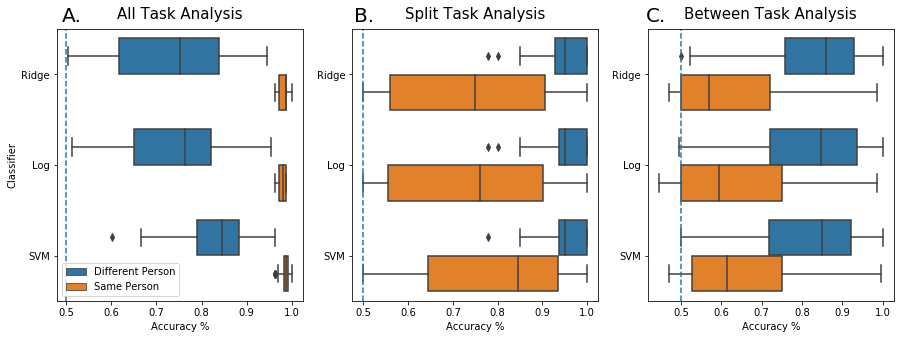 A. All Task Analysis
B. Split Task Analysis
C. Between Task Analysis
Classifier
Ridge
Log
SVM
Different Person
Same Person
0.5 0.6 0.7 0.8 0.9 1.0
Accuracy %
Ridge
Log
SVM
0.5 0.6 0.7 0.8 0.9 1.0
Accuracy %
Ridge
Log
SVM
0.5 0.6 0.7 0.8 0.9 1.0
Accuracy %